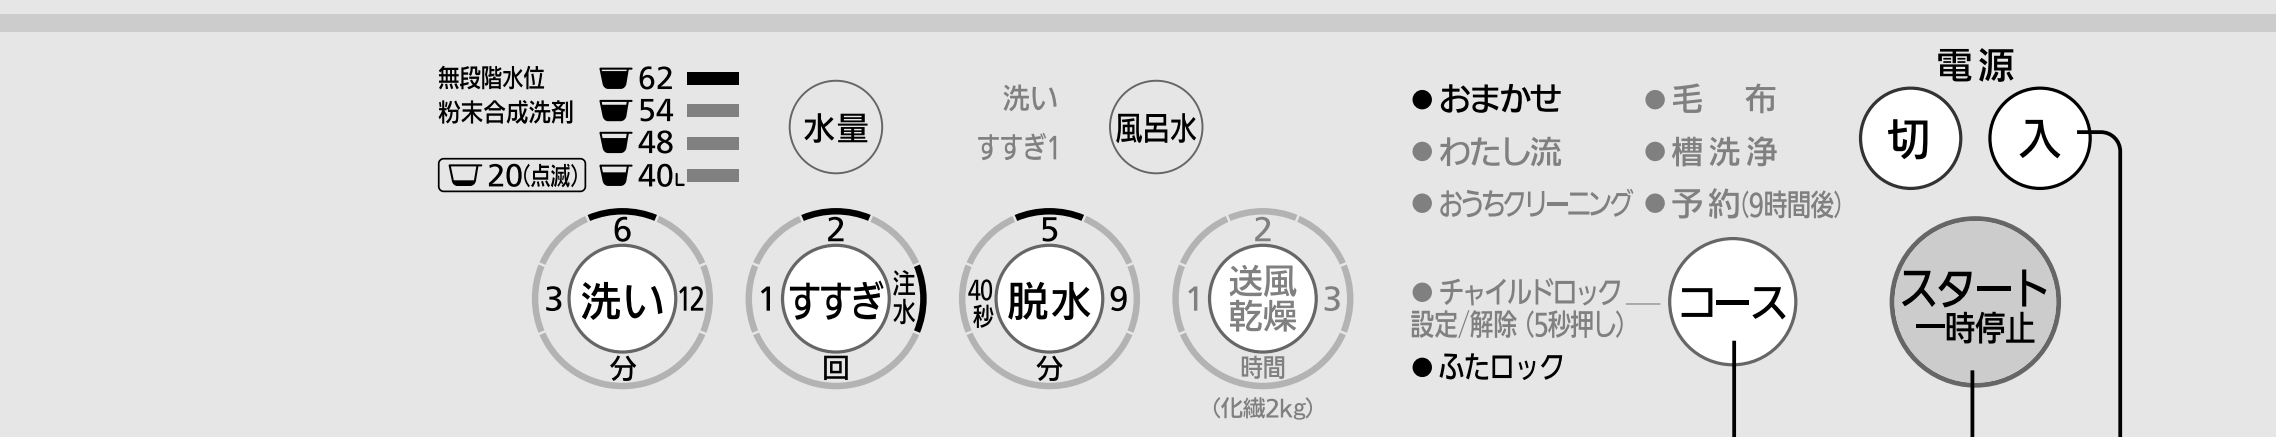 無段階水位
粉末合成洗剤
62
54
48
20(点滅)
40L
水量
洗い
すすぎ1
風呂水
6
3
洗い
12
分
2
1
すすぎ
注水
回
5
40秒
脱水
9
分
2
1
送風
乾燥
3
時間
(化繊2kg)
●おまかせ
●毛　布
●わたし流
●槽洗浄
●おうちクリーニング
●予約(9時間後)
●チャイルドロック
設定/解除 (5秒押し)
●ふたロック
コース
電源
切
入
スタート
一時停止